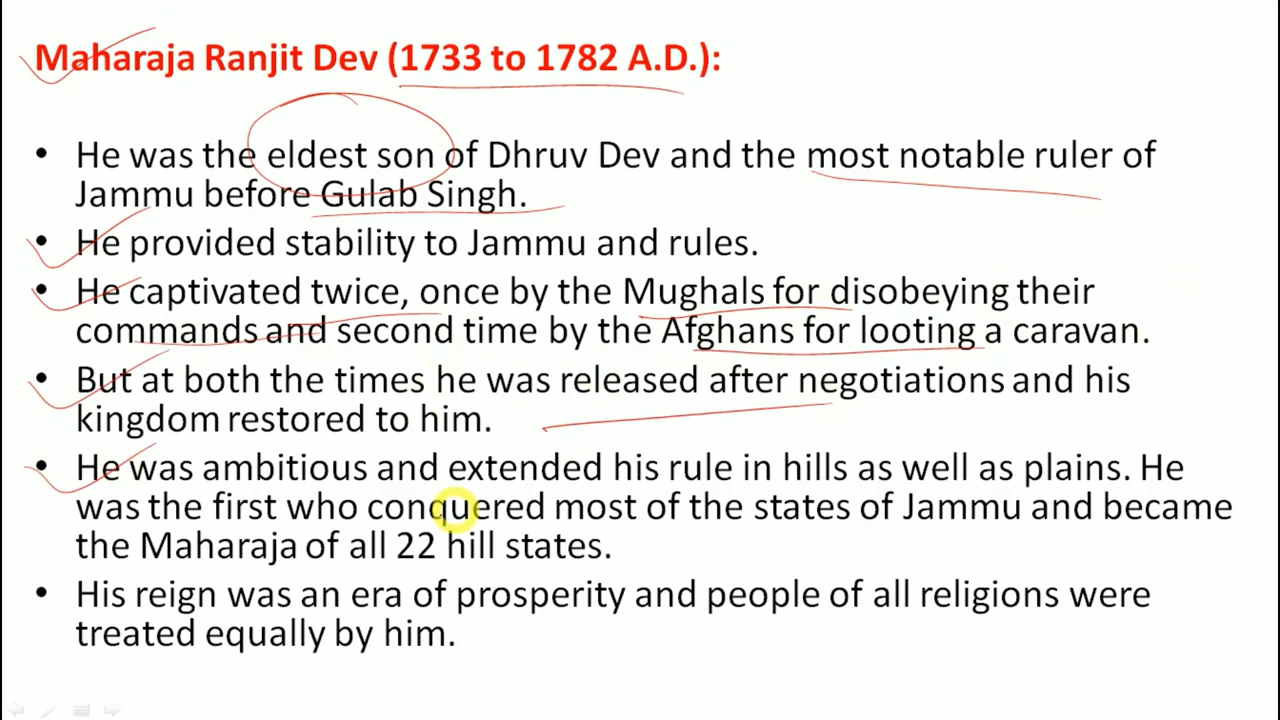 Maharaja Ranjit Dev (1733 to 1782 A.D.):
• He was the eldest son of Dhruv Dev and the most notable ruler of
Jammu before Gulab Singh.
• He provided stability to Jammu and rules.
• He captivated twice, once by the Mughals for disobeying their
commands and second time by the Afghans for looting a caravan.
• But at both the times he was released after negotiations and his
kingdom restored to him.
• He was ambitious and extended his rule in hills as well as plains. He
was the first who conquered most of the states of Jammu and became
the Maharaja of all 22 hill states.
• His reign was an era of prosperity and people of all religions were
treated equally by him.